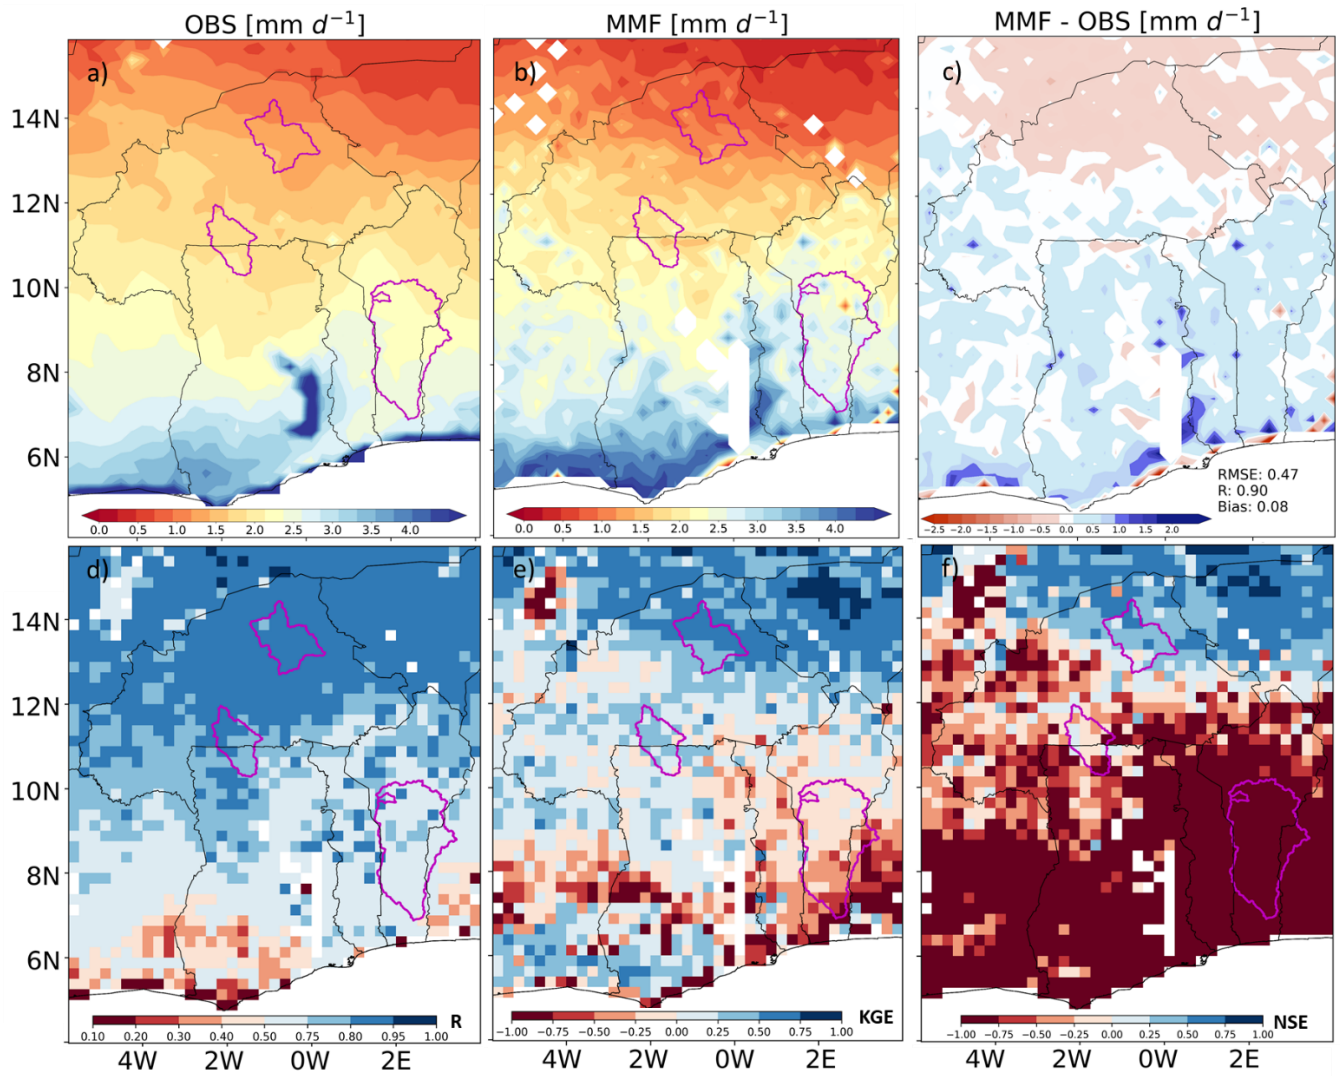 OBS [mm d⁻¹]
MMF [mm d⁻¹]
MMF - OBS [mm d⁻¹]
a)
b)
c)
14N
12N
10N
8N
6N
RMSE: 0.47
R: 0.90
Bias: 0.08
0.0 0.5 1.0 1.5 2.0 2.5 3.0 3.5 4.0
0.0 0.5 1.0 1.5 2.0 2.5 3.0 3.5 4.0
−2.5 −2.0 −1.5 −1.0 −0.5 0.0 0.5 1.0 1.5 2.0
d)
e)
f)
14N
12N
10N
8N
6N
0.10 0.20 0.30 0.40 0.50 0.75 0.80 0.95 1.00
R
−1.00 −0.75 −0.50 −0.25 0.00 0.25 0.50 0.75 1.00
KGE
−1.00 −0.75 −0.50 −0.25 0.00 0.25 0.50 0.75 1.00
NSE
4W 2W 0W 2E
4W 2W 0W 2E
4W 2W 0W 2E